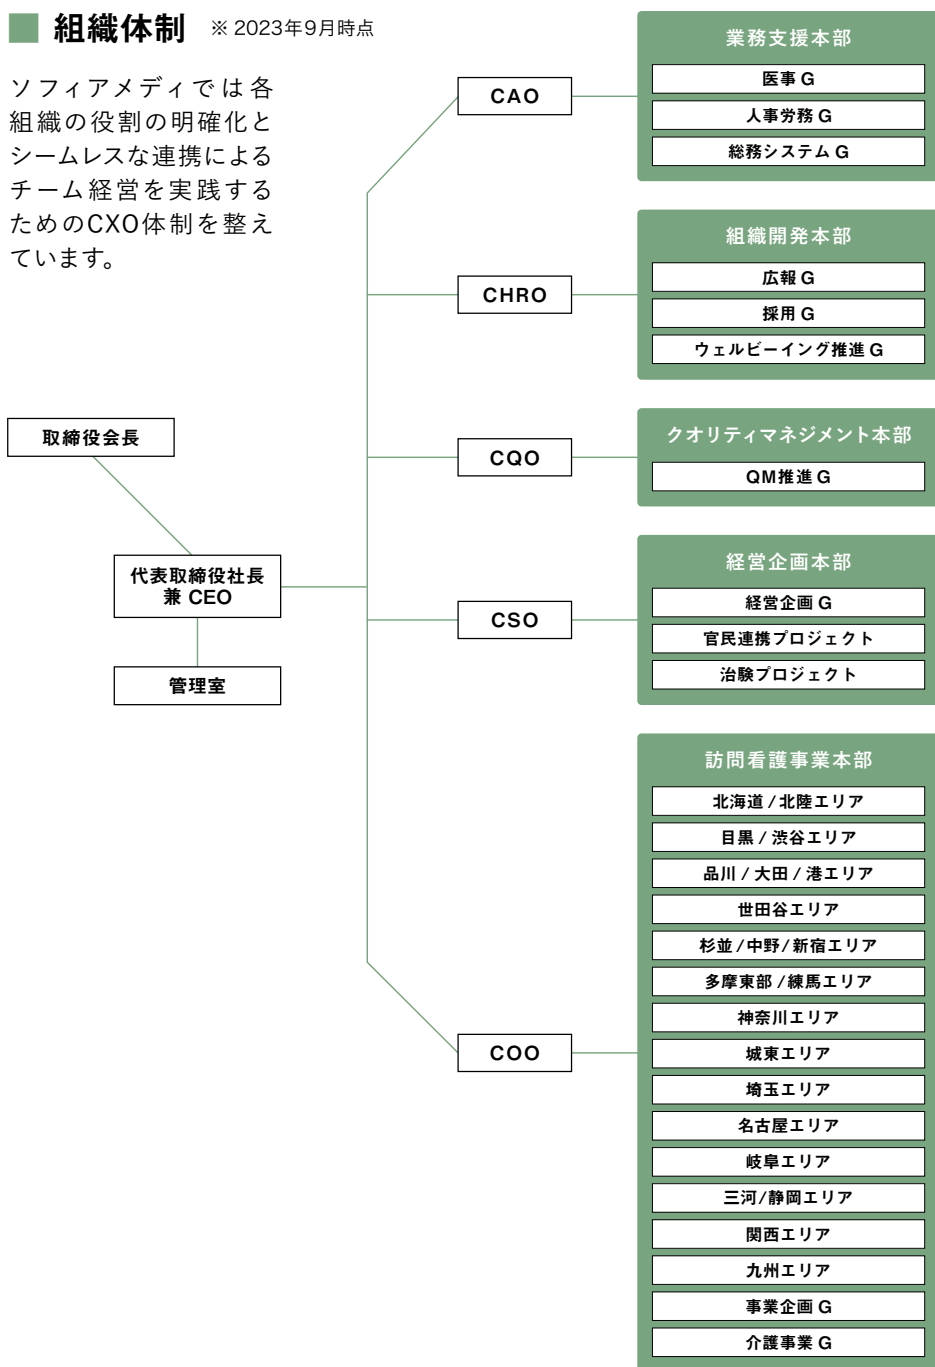 組織体制 ※ 2023年9月時点
ソフィアメディでは各
組織の役割の明確化と
シームレスな連携による
チーム経営を実践する
ためのCXO体制を整え
ています。
取締役会長
代表取締役社長
兼 CEO
管理室
CAO
業務支援本部
医事 G
人事労務 G
総務システム G
CHRO
組織開発本部
広報 G
採用 G
ウェルビーイング推進 G
CQO
クオリティマネジメント本部
QM推進 G
CSO
経営企画本部
経営企画 G
官民連携プロジェクト
治験プロジェクト
COO
訪問看護事業本部
北海道 / 北陸エリア
目黒 / 渋谷エリア
品川 / 大田 / 港エリア
世田谷エリア
杉並 / 中野 / 新宿エリア
多摩東部 / 練馬エリア
神奈川エリア
城東エリア
埼玉エリア
名古屋エリア
岐阜エリア
三河/静岡エリア
関西エリア
九州エリア
事業企画 G
介護事業 G